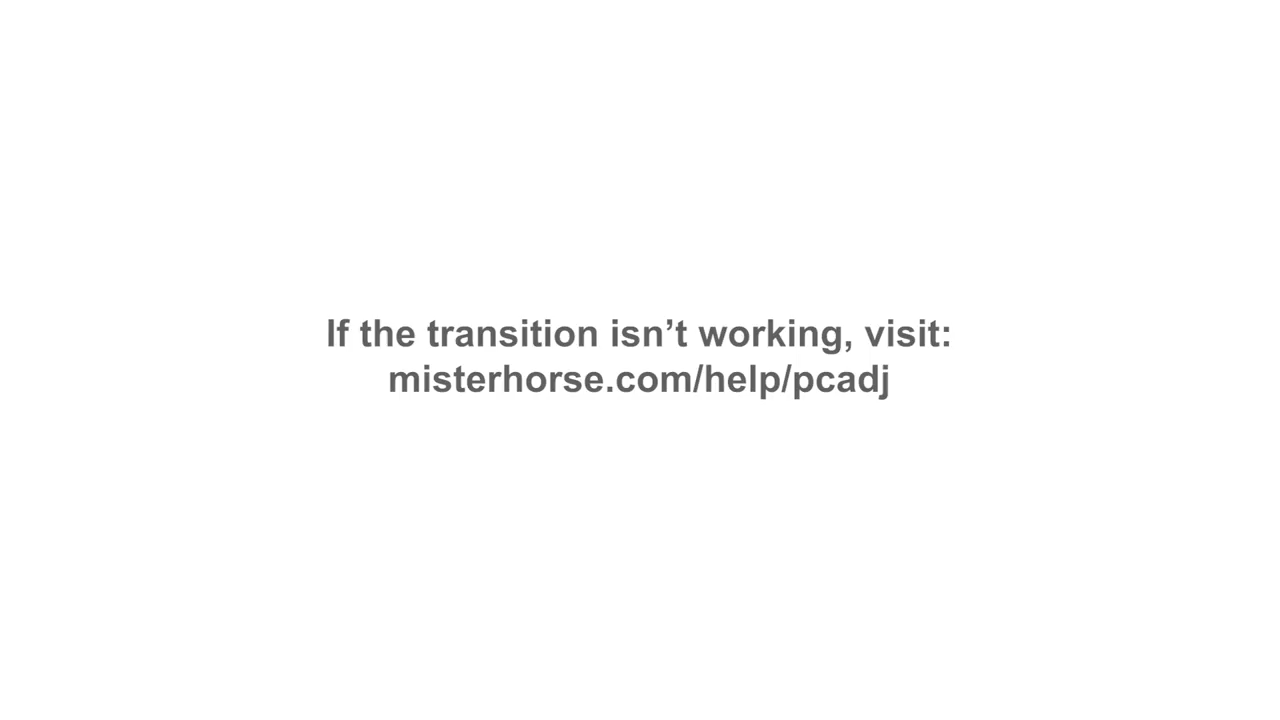 If the transition isn’t working, visit:
misterhorse.com/help/pcadj